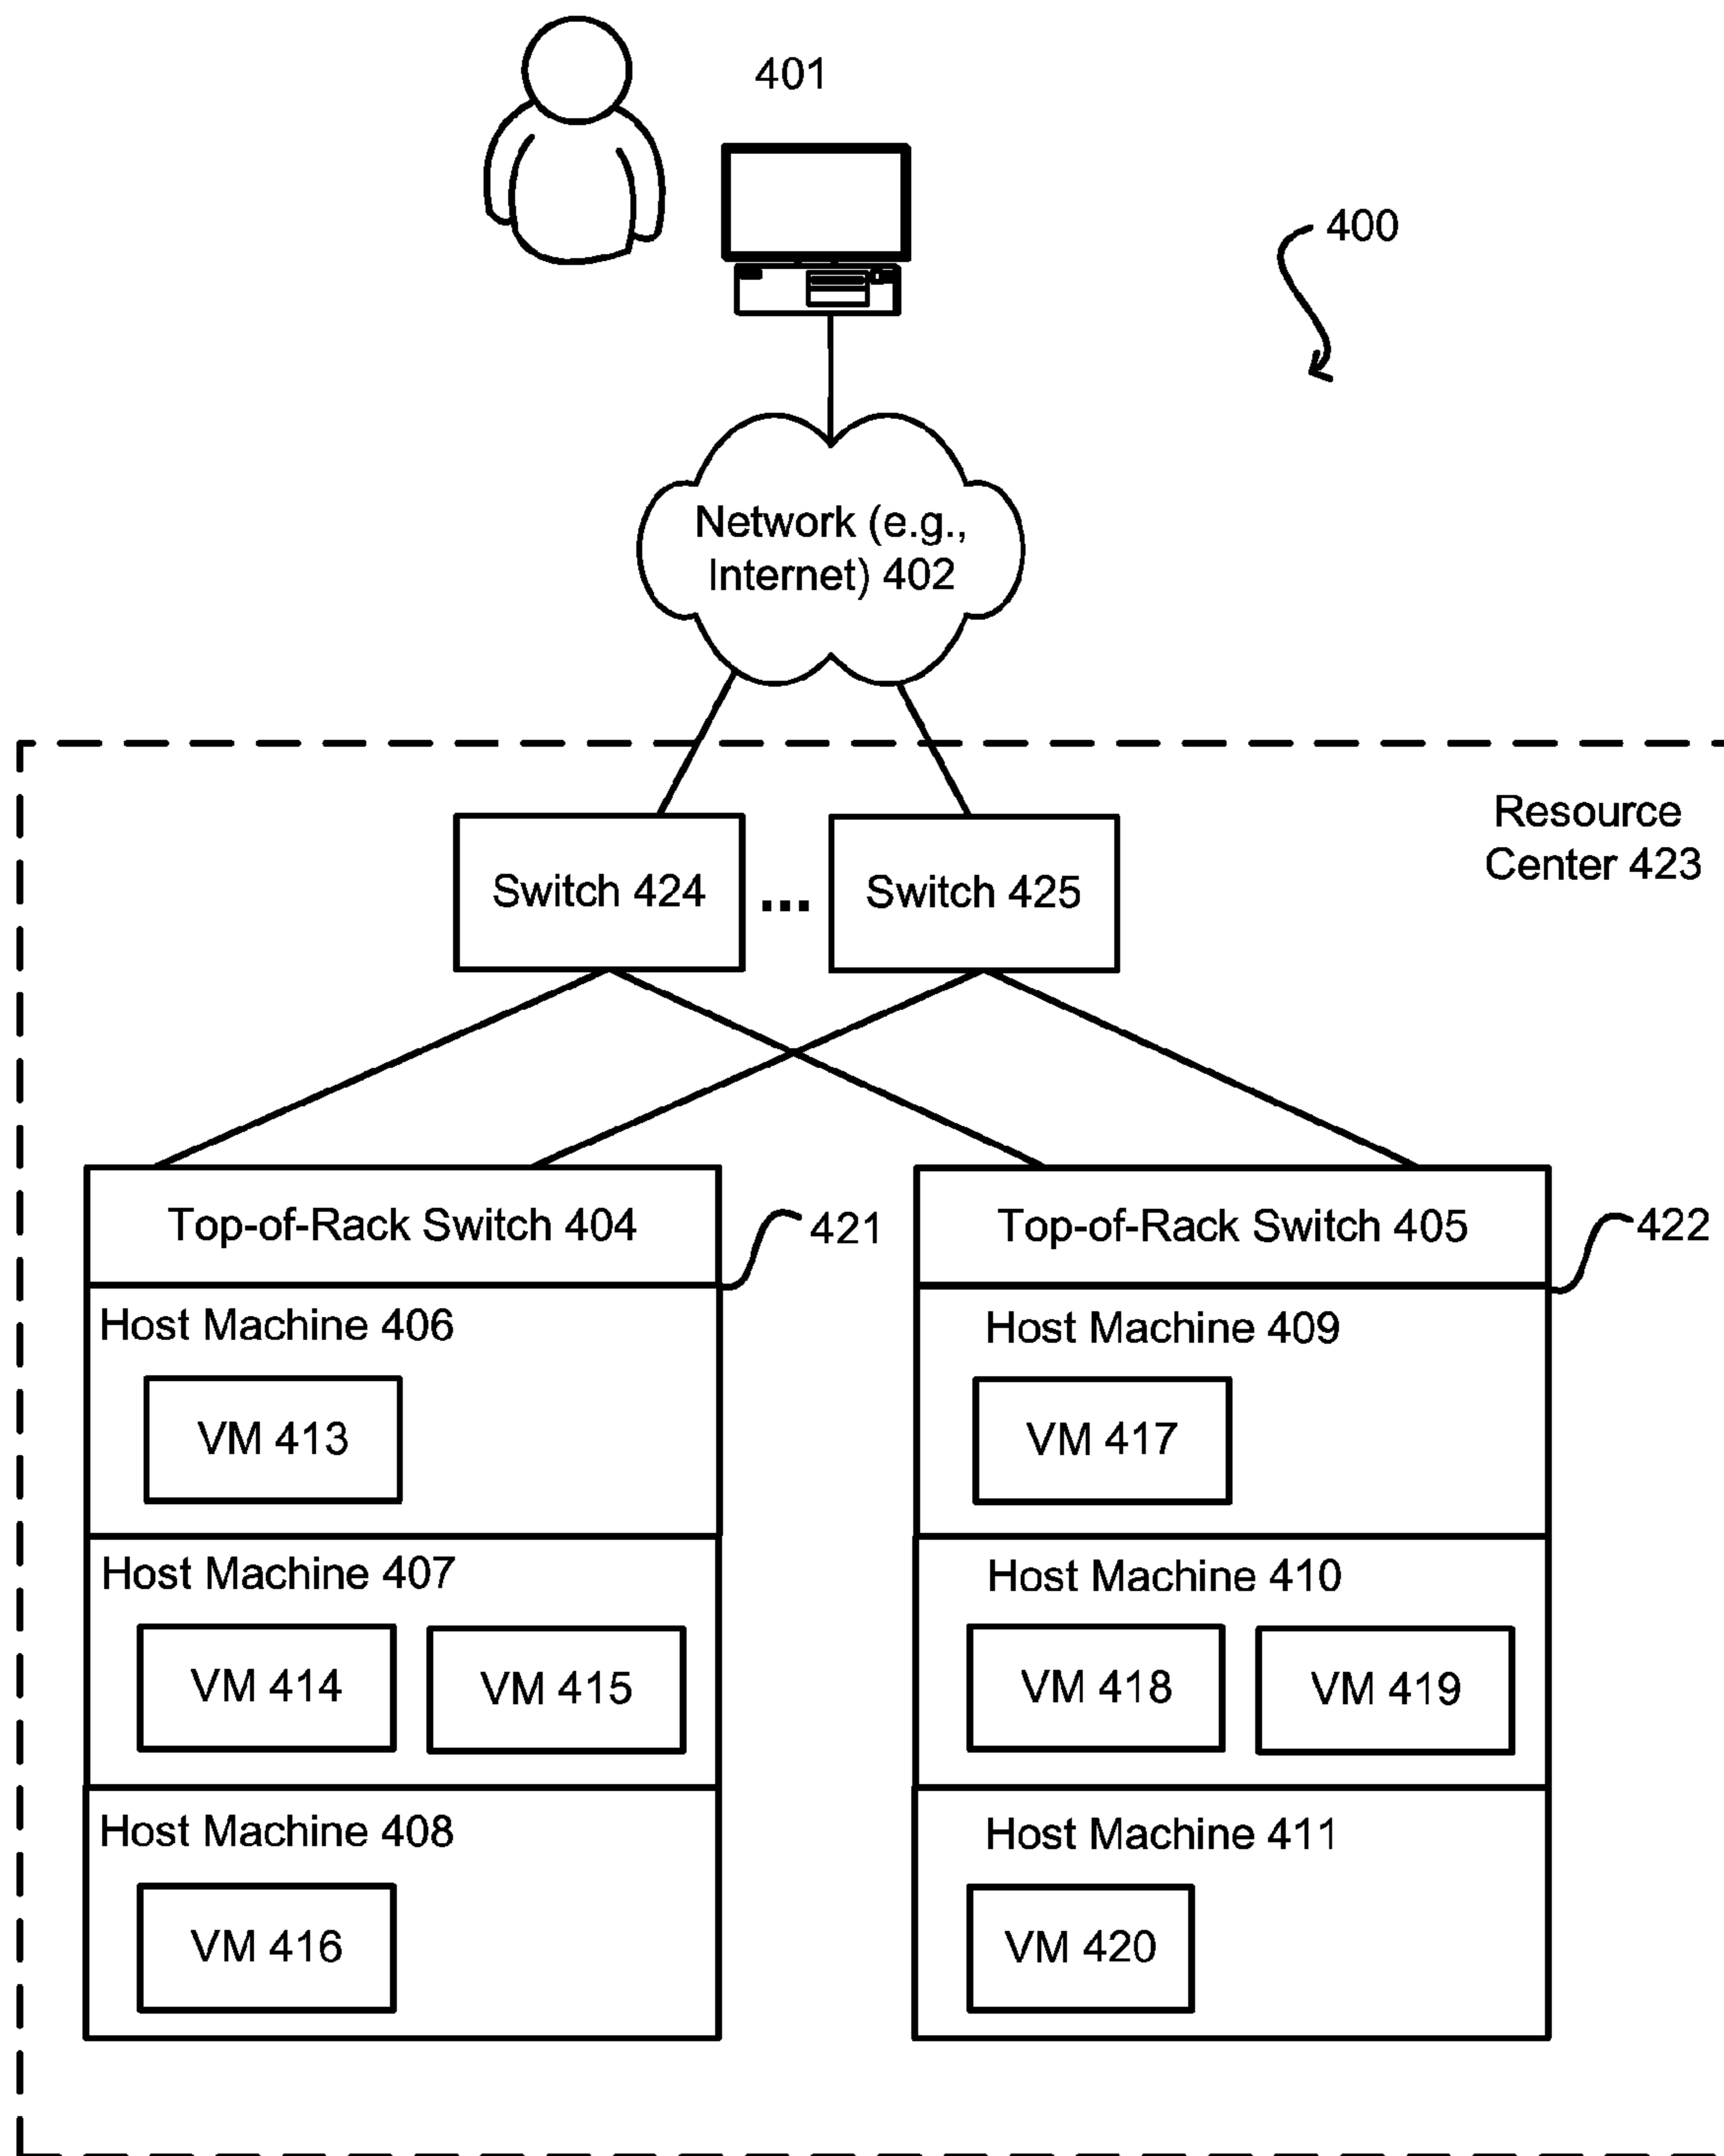 401
400
Network (e.g.,
Internet) 402
Resource
Center 423
Switch 424
...
Switch 425
Top-of-Rack Switch 404
421
Top-of-Rack Switch 405
422
Host Machine 406
VM 413
Host Machine 409
VM 417
Host Machine 407
VM 414
VM 415
Host Machine 410
VM 418
VM 419
Host Machine 408
VM 416
Host Machine 411
VM 420